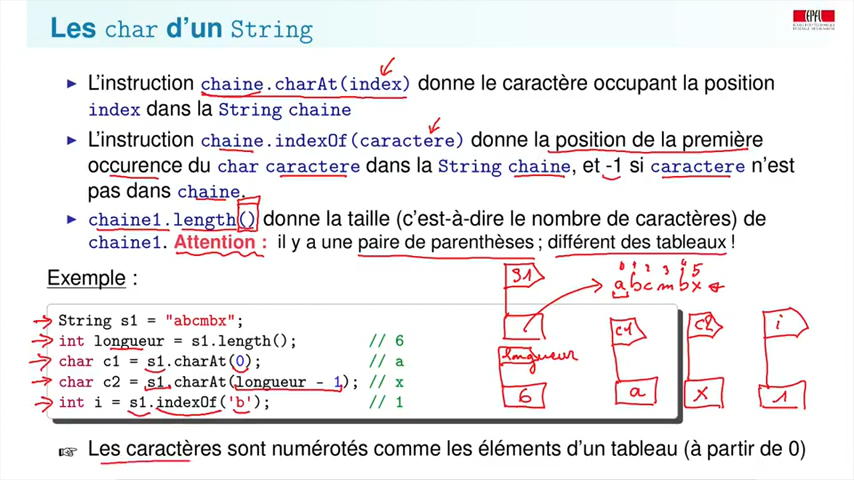 Les char d'un String
EPFL
► L'instruction chaine.charAt(index) donne le caractère occupant la position
index dans la String chaine
► L'instruction chaine.indexOf(caractere) donne la position de la première
occurence du char caractere dans la String chaine, et -1 si caractere n'est
pas dans chaine.
► chaine1.length() donne la taille (c'est-à-dire le nombre de caractères) de
chaine1. Attention : il y a une paire de parenthèses ; différent des tableaux !
Exemple :
String s1 = "abcmbx";
int longueur = s1.length(); // 6
char c1 = s1.charAt(0); // a
char c2 = s1.charAt(longueur - 1); // x
int i = s1.indexOf('b'); // 1
S1
0 1 2 3 4 5
abcmbx
longueur
6
c1
a
c2
x
i
1
☞ Les caractères sont numérotés comme les éléments d'un tableau (à partir de 0)